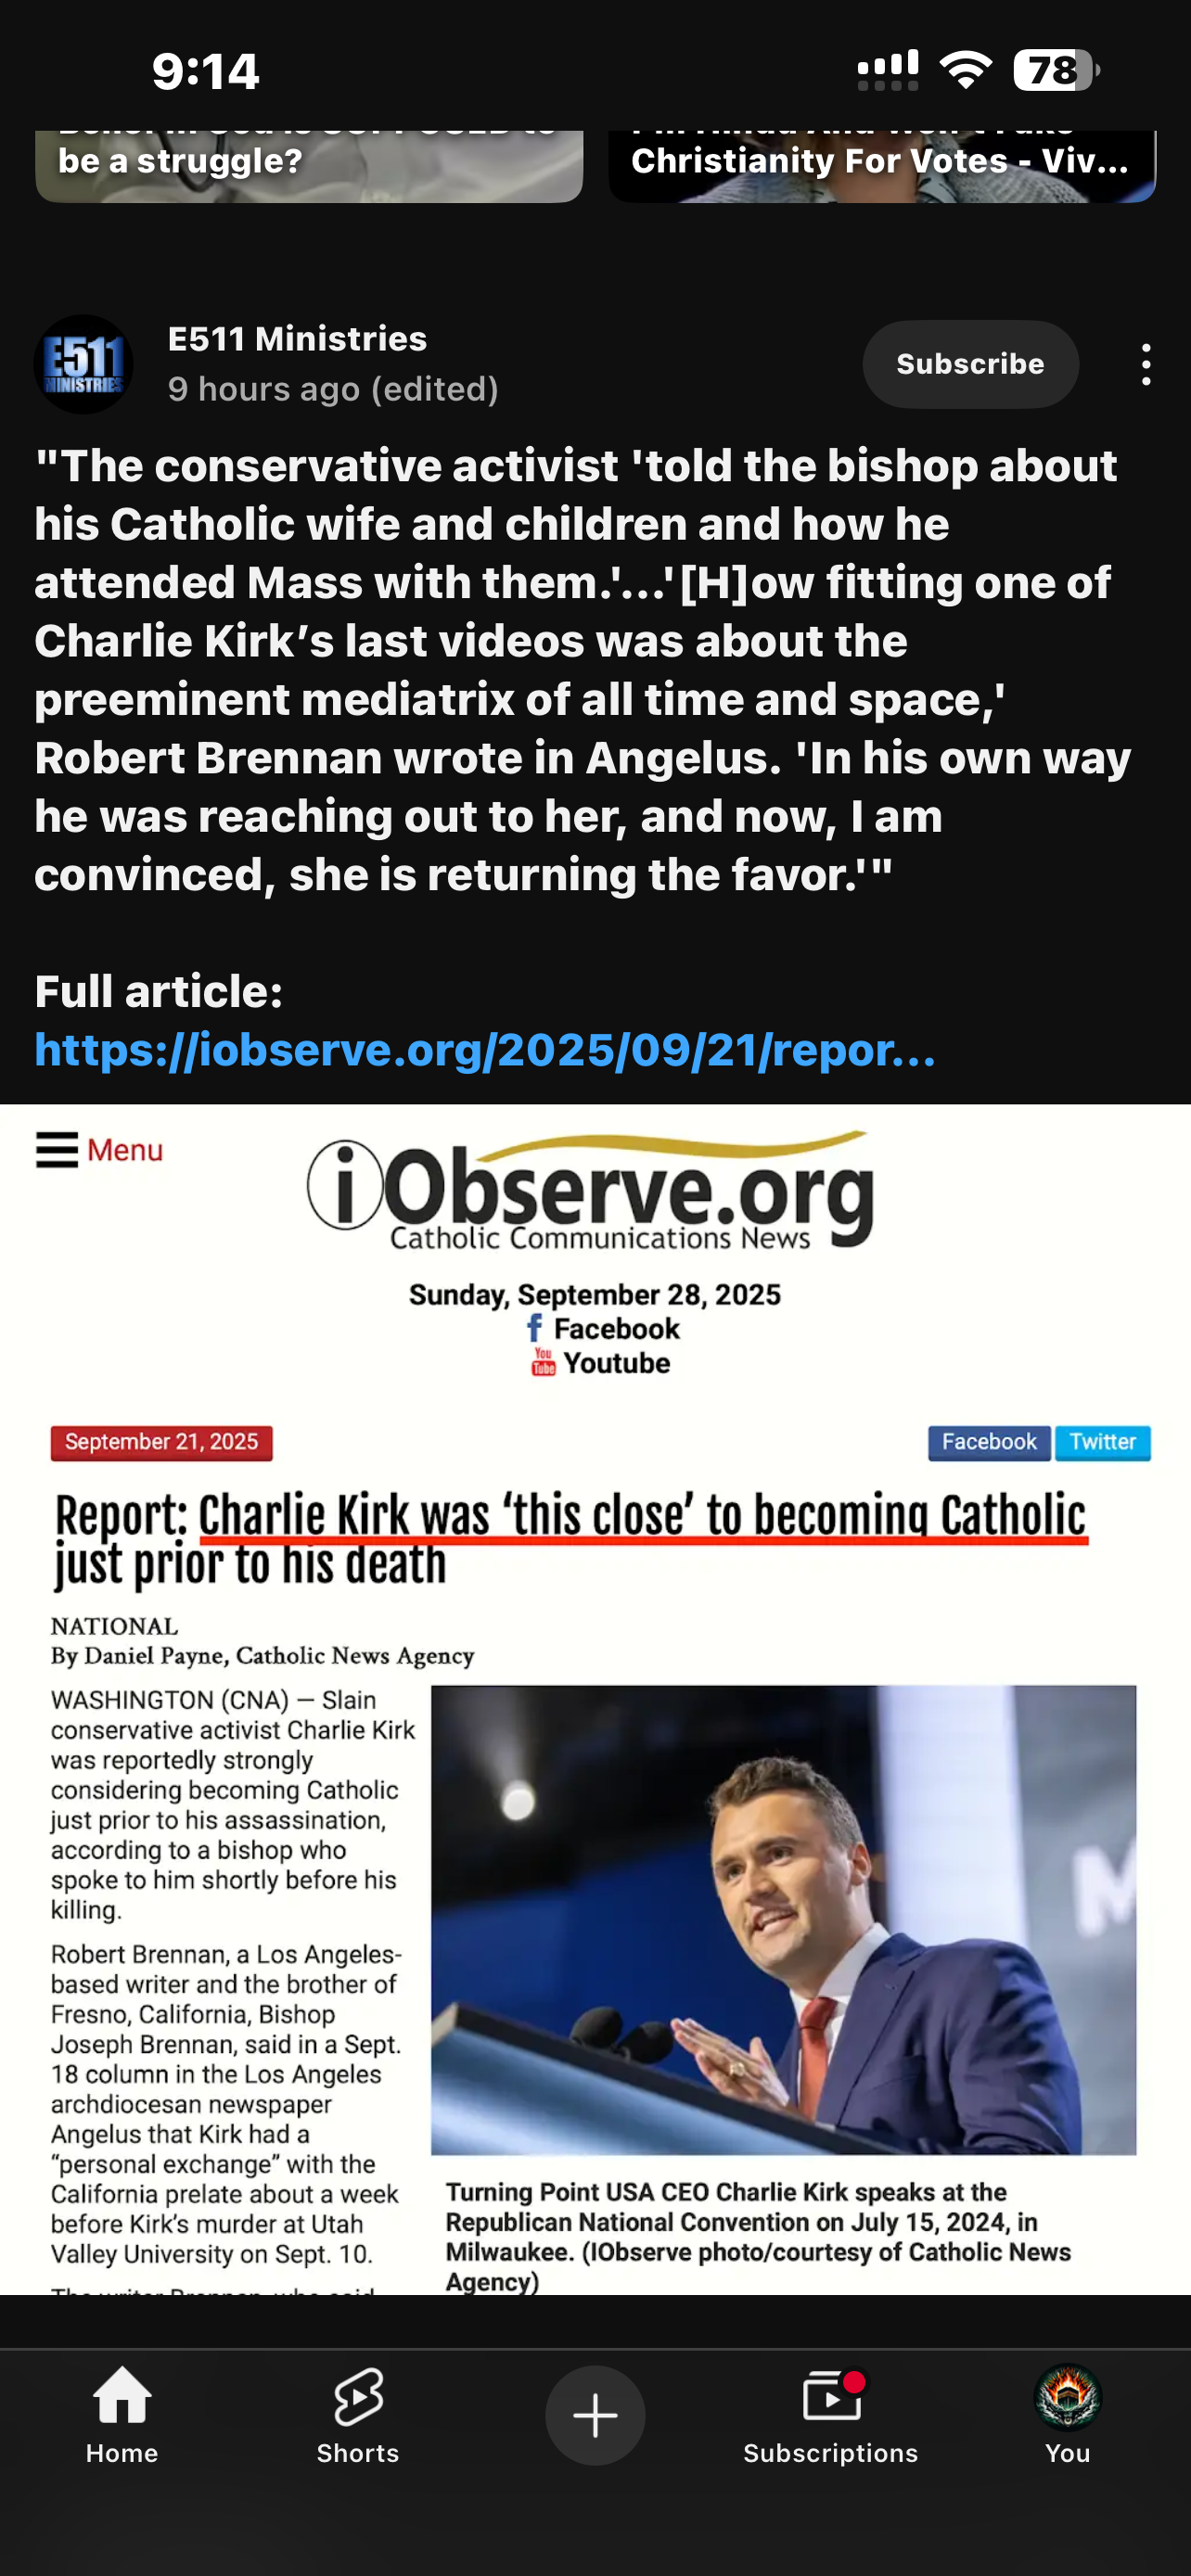 9:14
78
be a struggle?
Christianity For Votes - Viv...
E511
MINISTRIES
E511 Ministries
9 hours ago (edited)
Subscribe
"The conservative activist 'told the bishop about
his Catholic wife and children and how he
attended Mass with them.'...'[H]ow fitting one of
Charlie Kirk’s last videos was about the
preeminent mediatrix of all time and space,'
Robert Brennan wrote in Angelus. 'In his own way
he was reaching out to her, and now, I am
convinced, she is returning the favor.'"
Full article:
https://iobserve.org/2025/09/21/repor...
Menu
iObserve.org
Catholic Communications News
Sunday, September 28, 2025
f Facebook
You Tube Youtube
September 21, 2025
Facebook Twitter
Report: Charlie Kirk was ‘this close’ to becoming Catholic
just prior to his death
NATIONAL
By Daniel Payne, Catholic News Agency
WASHINGTON (CNA) — Slain
conservative activist Charlie Kirk
was reportedly strongly
considering becoming Catholic
just prior to his assassination,
according to a bishop who
spoke to him shortly before his
killing.
Robert Brennan, a Los Angeles-
based writer and the brother of
Fresno, California, Bishop
Joseph Brennan, said in a Sept.
18 column in the Los Angeles
archdiocesan newspaper
Angelus that Kirk had a
“personal exchange” with the
California prelate about a week
before Kirk’s murder at Utah
Valley University on Sept. 10.
M
Turning Point USA CEO Charlie Kirk speaks at the
Republican National Convention on July 15, 2024, in
Milwaukee. (IObserve photo/courtesy of Catholic News
Agency)
Home
Shorts
Subscriptions
You